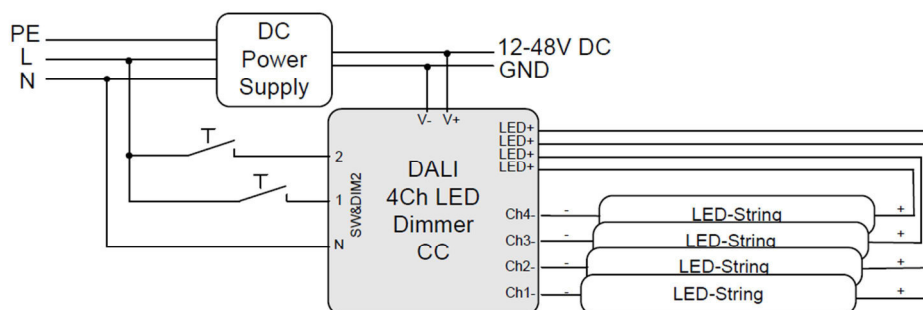 PE
L
N
DC
Power
Supply
12-48V DC
GND
V- V+
LED+
LED+
LED+
LED+
T
2
T
1
N
SW&DIM2
DALI
4Ch LED
Dimmer
CC
Ch4- - LED-String +
Ch3- - LED-String +
Ch2- - LED-String +
Ch1- - LED-String +